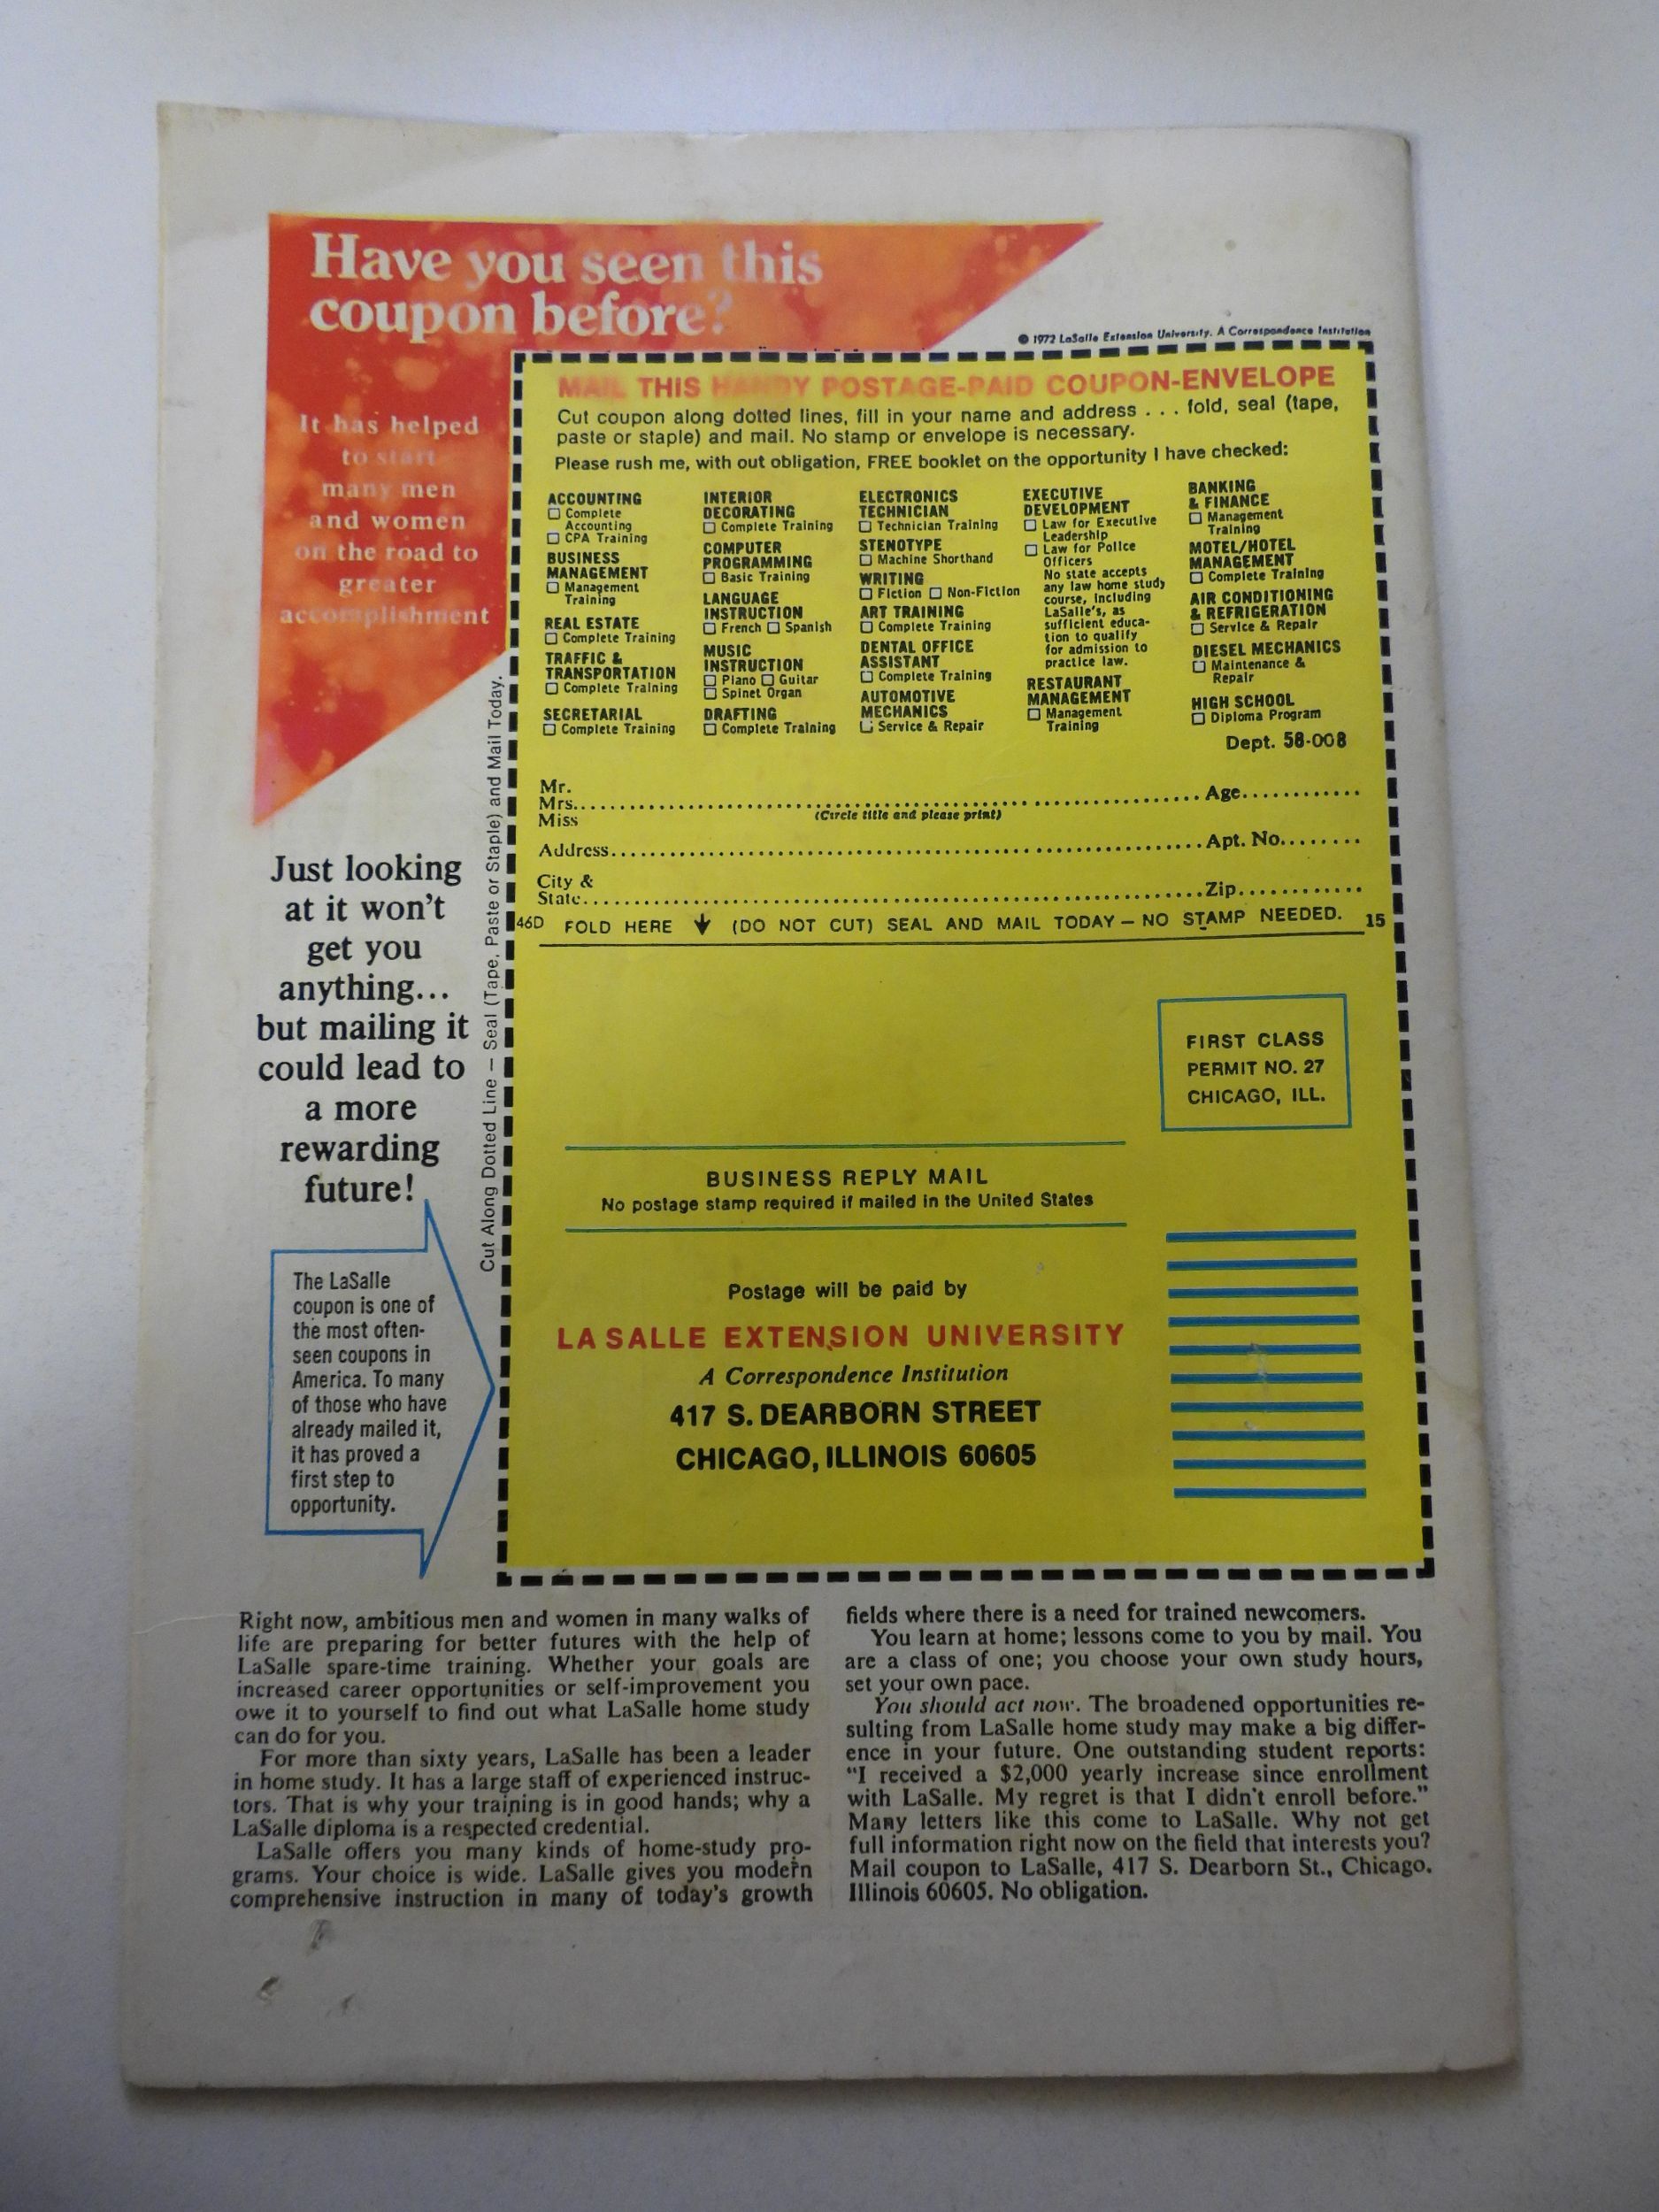 Have you seen this
coupon before?
It has helped
to start
many men
and women
on the road to
greater
accomplishment
© 1972 LaSalle Extension University. A Correspondence Institution
MAIL THIS HANDY POSTAGE-PAID COUPON-ENVELOPE
Cut coupon along dotted lines, fill in your name and address . . . fold, seal (tape,
paste or staple) and mail. No stamp or envelope is necessary.
Please rush me, with out obligation, FREE booklet on the opportunity I have checked:
ACCOUNTING
☐ Complete
Accounting
☐ CPA Training
BUSINESS
MANAGEMENT
☐ Management
Training
REAL ESTATE
☐ Complete Training
TRAFFIC &
TRANSPORTATION
☐ Complete Training
SECRETARIAL
☐ Complete Training
INTERIOR
DECORATING
☐ Complete Training
COMPUTER
PROGRAMMING
☐ Basic Training
LANGUAGE
INSTRUCTION
☐ French ☐ Spanish
MUSIC
INSTRUCTION
☐ Piano ☐ Guitar
☐ Spinet Organ
DRAFTING
☐ Complete Training
ELECTRONICS
TECHNICIAN
☐ Technician Training
STENOTYPE
☐ Machine Shorthand
WRITING
☐ Fiction ☐ Non-Fiction
ART TRAINING
☐ Complete Training
DENTAL OFFICE
ASSISTANT
☐ Complete Training
AUTOMOTIVE
MECHANICS
☐ Service & Repair
EXECUTIVE
DEVELOPMENT
☐ Law for Executive
Leadership
☐ Law for Police
Officers
No state accepts
any law home study
course, including
LaSalle's, as
sufficient educa-
tion to qualify
for admission to
practice law.
RESTAURANT
MANAGEMENT
☐ Management
Training
BANKING
& FINANCE
☐ Management
Training
MOTEL/HOTEL
MANAGEMENT
☐ Complete Training
AIR CONDITIONING
& REFRIGERATION
☐ Service & Repair
DIESEL MECHANICS
☐ Maintenance &
Repair
HIGH SCHOOL
☐ Diploma Program
Dept. 58-008
Mr.
Mrs. Age
Miss
(Circle title and please print)
Address Apt. No.
City &
State Zip
46D FOLD HERE ↓ (DO NOT CUT) SEAL AND MAIL TODAY — NO STAMP NEEDED. 15
Cut Along Dotted Line — Seal (Tape, Paste or Staple) and Mail Today.
Just looking
at it won't
get you
anything...
but mailing it
could lead to
a more
rewarding
future!
FIRST CLASS
PERMIT NO. 27
CHICAGO, ILL.
BUSINESS REPLY MAIL
No postage stamp required if mailed in the United States
Postage will be paid by
LA SALLE EXTENSION UNIVERSITY
A Correspondence Institution
417 S. DEARBORN STREET
CHICAGO, ILLINOIS 60605
The LaSalle
coupon is one of
the most often-
seen coupons in
America. To many
of those who have
already mailed it,
it has proved a
first step to
opportunity.
Right now, ambitious men and women in many walks of
life are preparing for better futures with the help of
LaSalle spare-time training. Whether your goals are
increased career opportunities or self-improvement you
owe it to yourself to find out what LaSalle home study
can do for you.
For more than sixty years, LaSalle has been a leader
in home study. It has a large staff of experienced instruc-
tors. That is why your training is in good hands; why a
LaSalle diploma is a respected credential.
LaSalle offers you many kinds of home-study pro-
grams. Your choice is wide. LaSalle gives you modern
comprehensive instruction in many of today's growth
fields where there is a need for trained newcomers.
You learn at home; lessons come to you by mail. You
are a class of one; you choose your own study hours,
set your own pace.
You should act now. The broadened opportunities re-
sulting from LaSalle home study may make a big differ-
ence in your future. One outstanding student reports:
"I received a $2,000 yearly increase since enrollment
with LaSalle. My regret is that I didn't enroll before."
Many letters like this come to LaSalle. Why not get
full information right now on the field that interests you?
Mail coupon to LaSalle, 417 S. Dearborn St., Chicago,
Illinois 60605. No obligation.